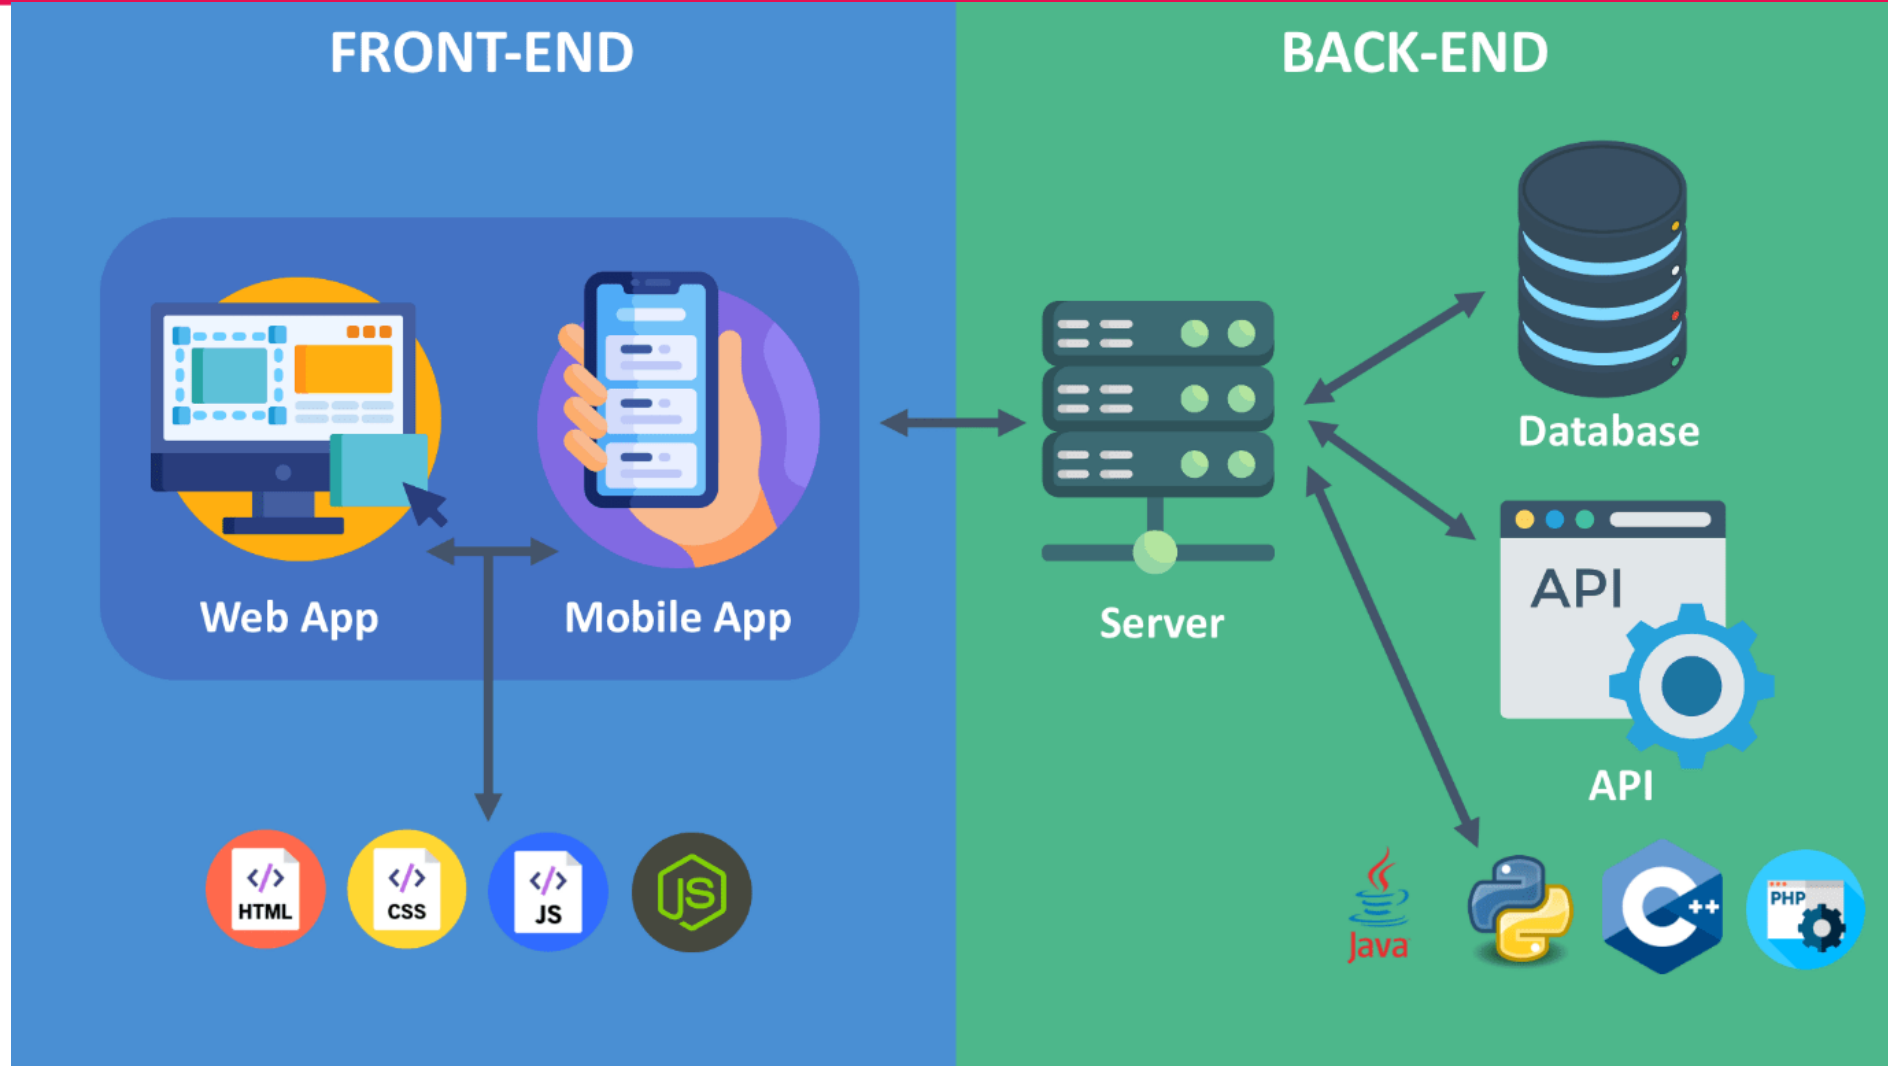 FRONT-END
BACK-END
Web App
Mobile App
Server
Database
API
API
HTML
CSS
JS
JS
Java
C++
PHP